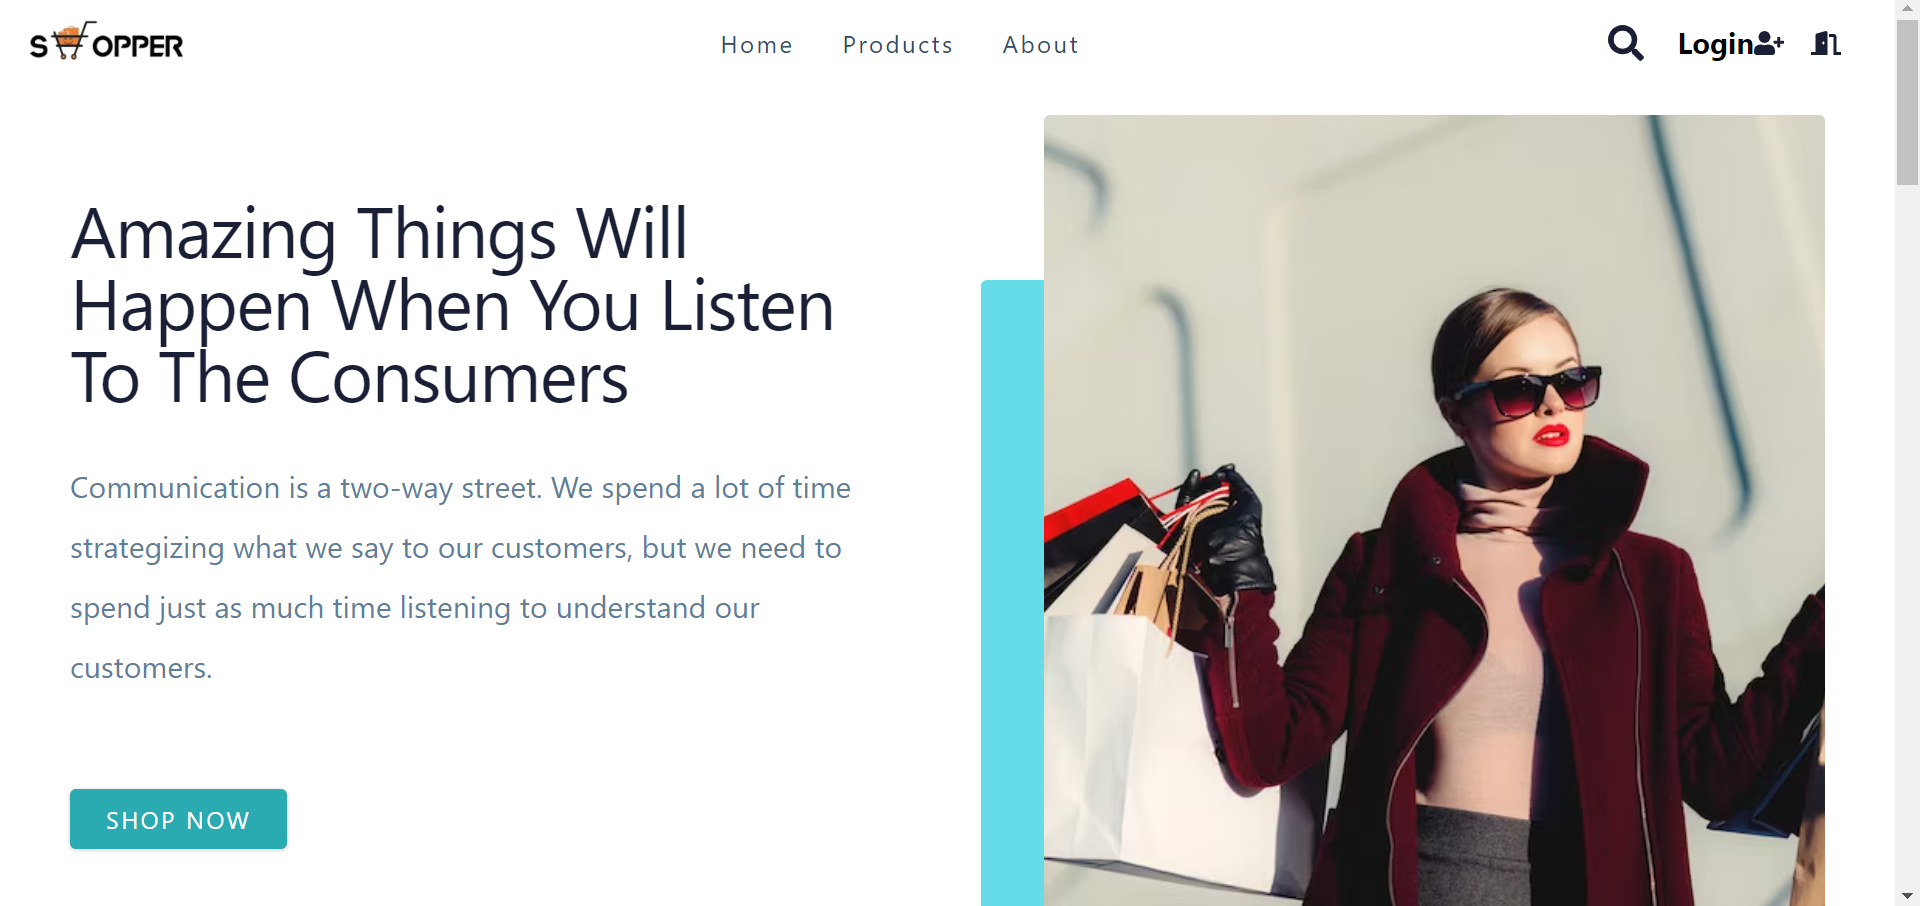 SHOPPER
Home
Products
About
Login
Amazing Things Will
Happen When You Listen
To The Consumers
Communication is a two-way street. We spend a lot of time
strategizing what we say to our customers, but we need to
spend just as much time listening to understand our
customers.
SHOP NOW